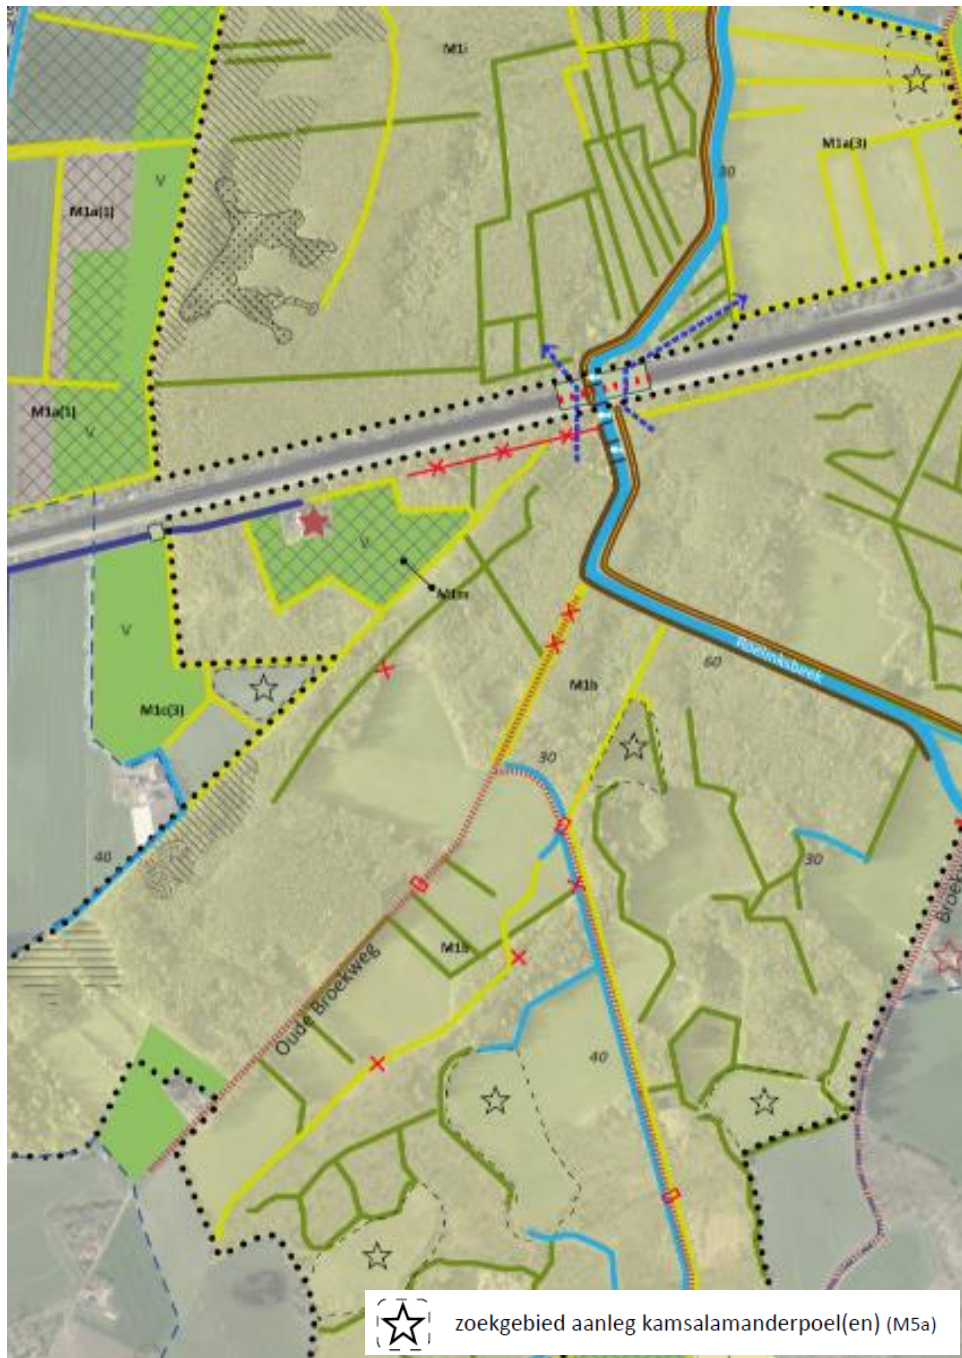 M1i
M1a(3)
30
V
M1a(1)
M1a(1)
V
V
M1m
V
Roelinksbeek
60
M1b
M1c(3)
30
40
30
Broekw
M1b
Oude Broekweg
40
zoekgebied aanleg kamsalamanderpoel(en) (M5a)